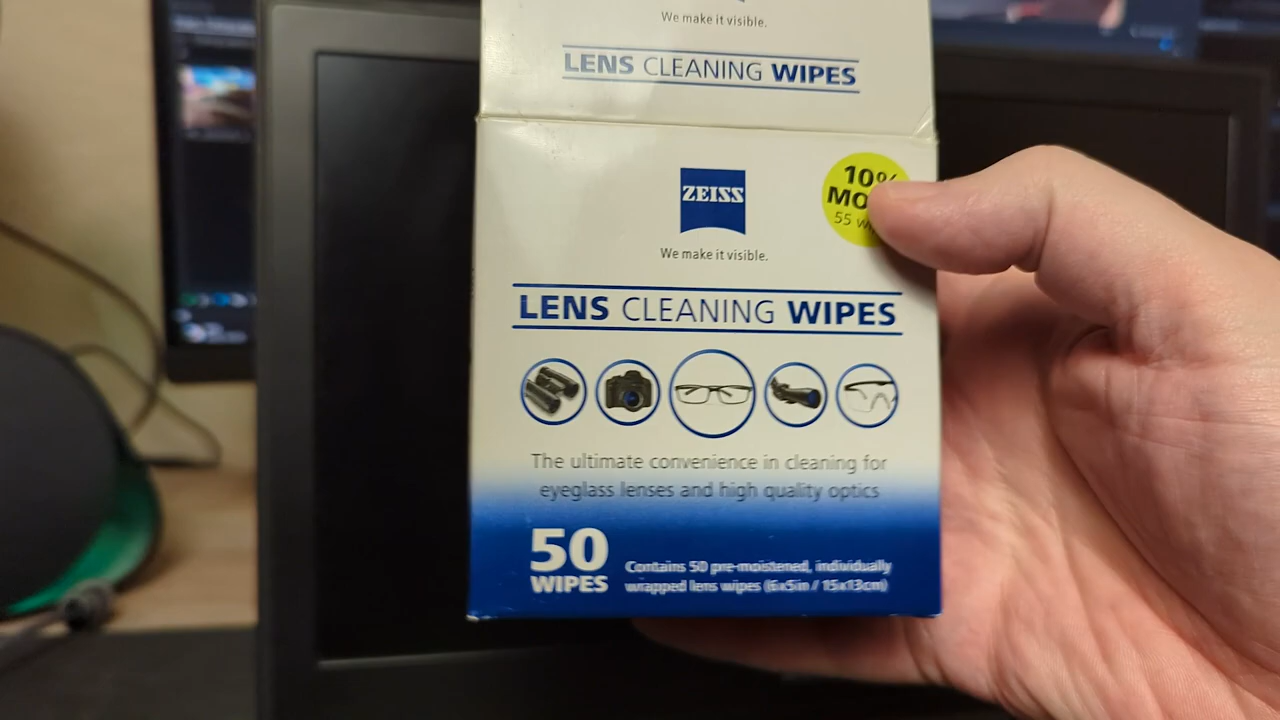 We make it visible.
LENS CLEANING WIPES
ZEISS
10%
55
We make it visible.
LENS CLEANING WIPES
The ultimate convenience in cleaning for
eyeglass lenses and high quality optics
50
WIPES
Contains 50 pre-moistened, individually
wrapped lens wipes (6x5in / 15x13cm)